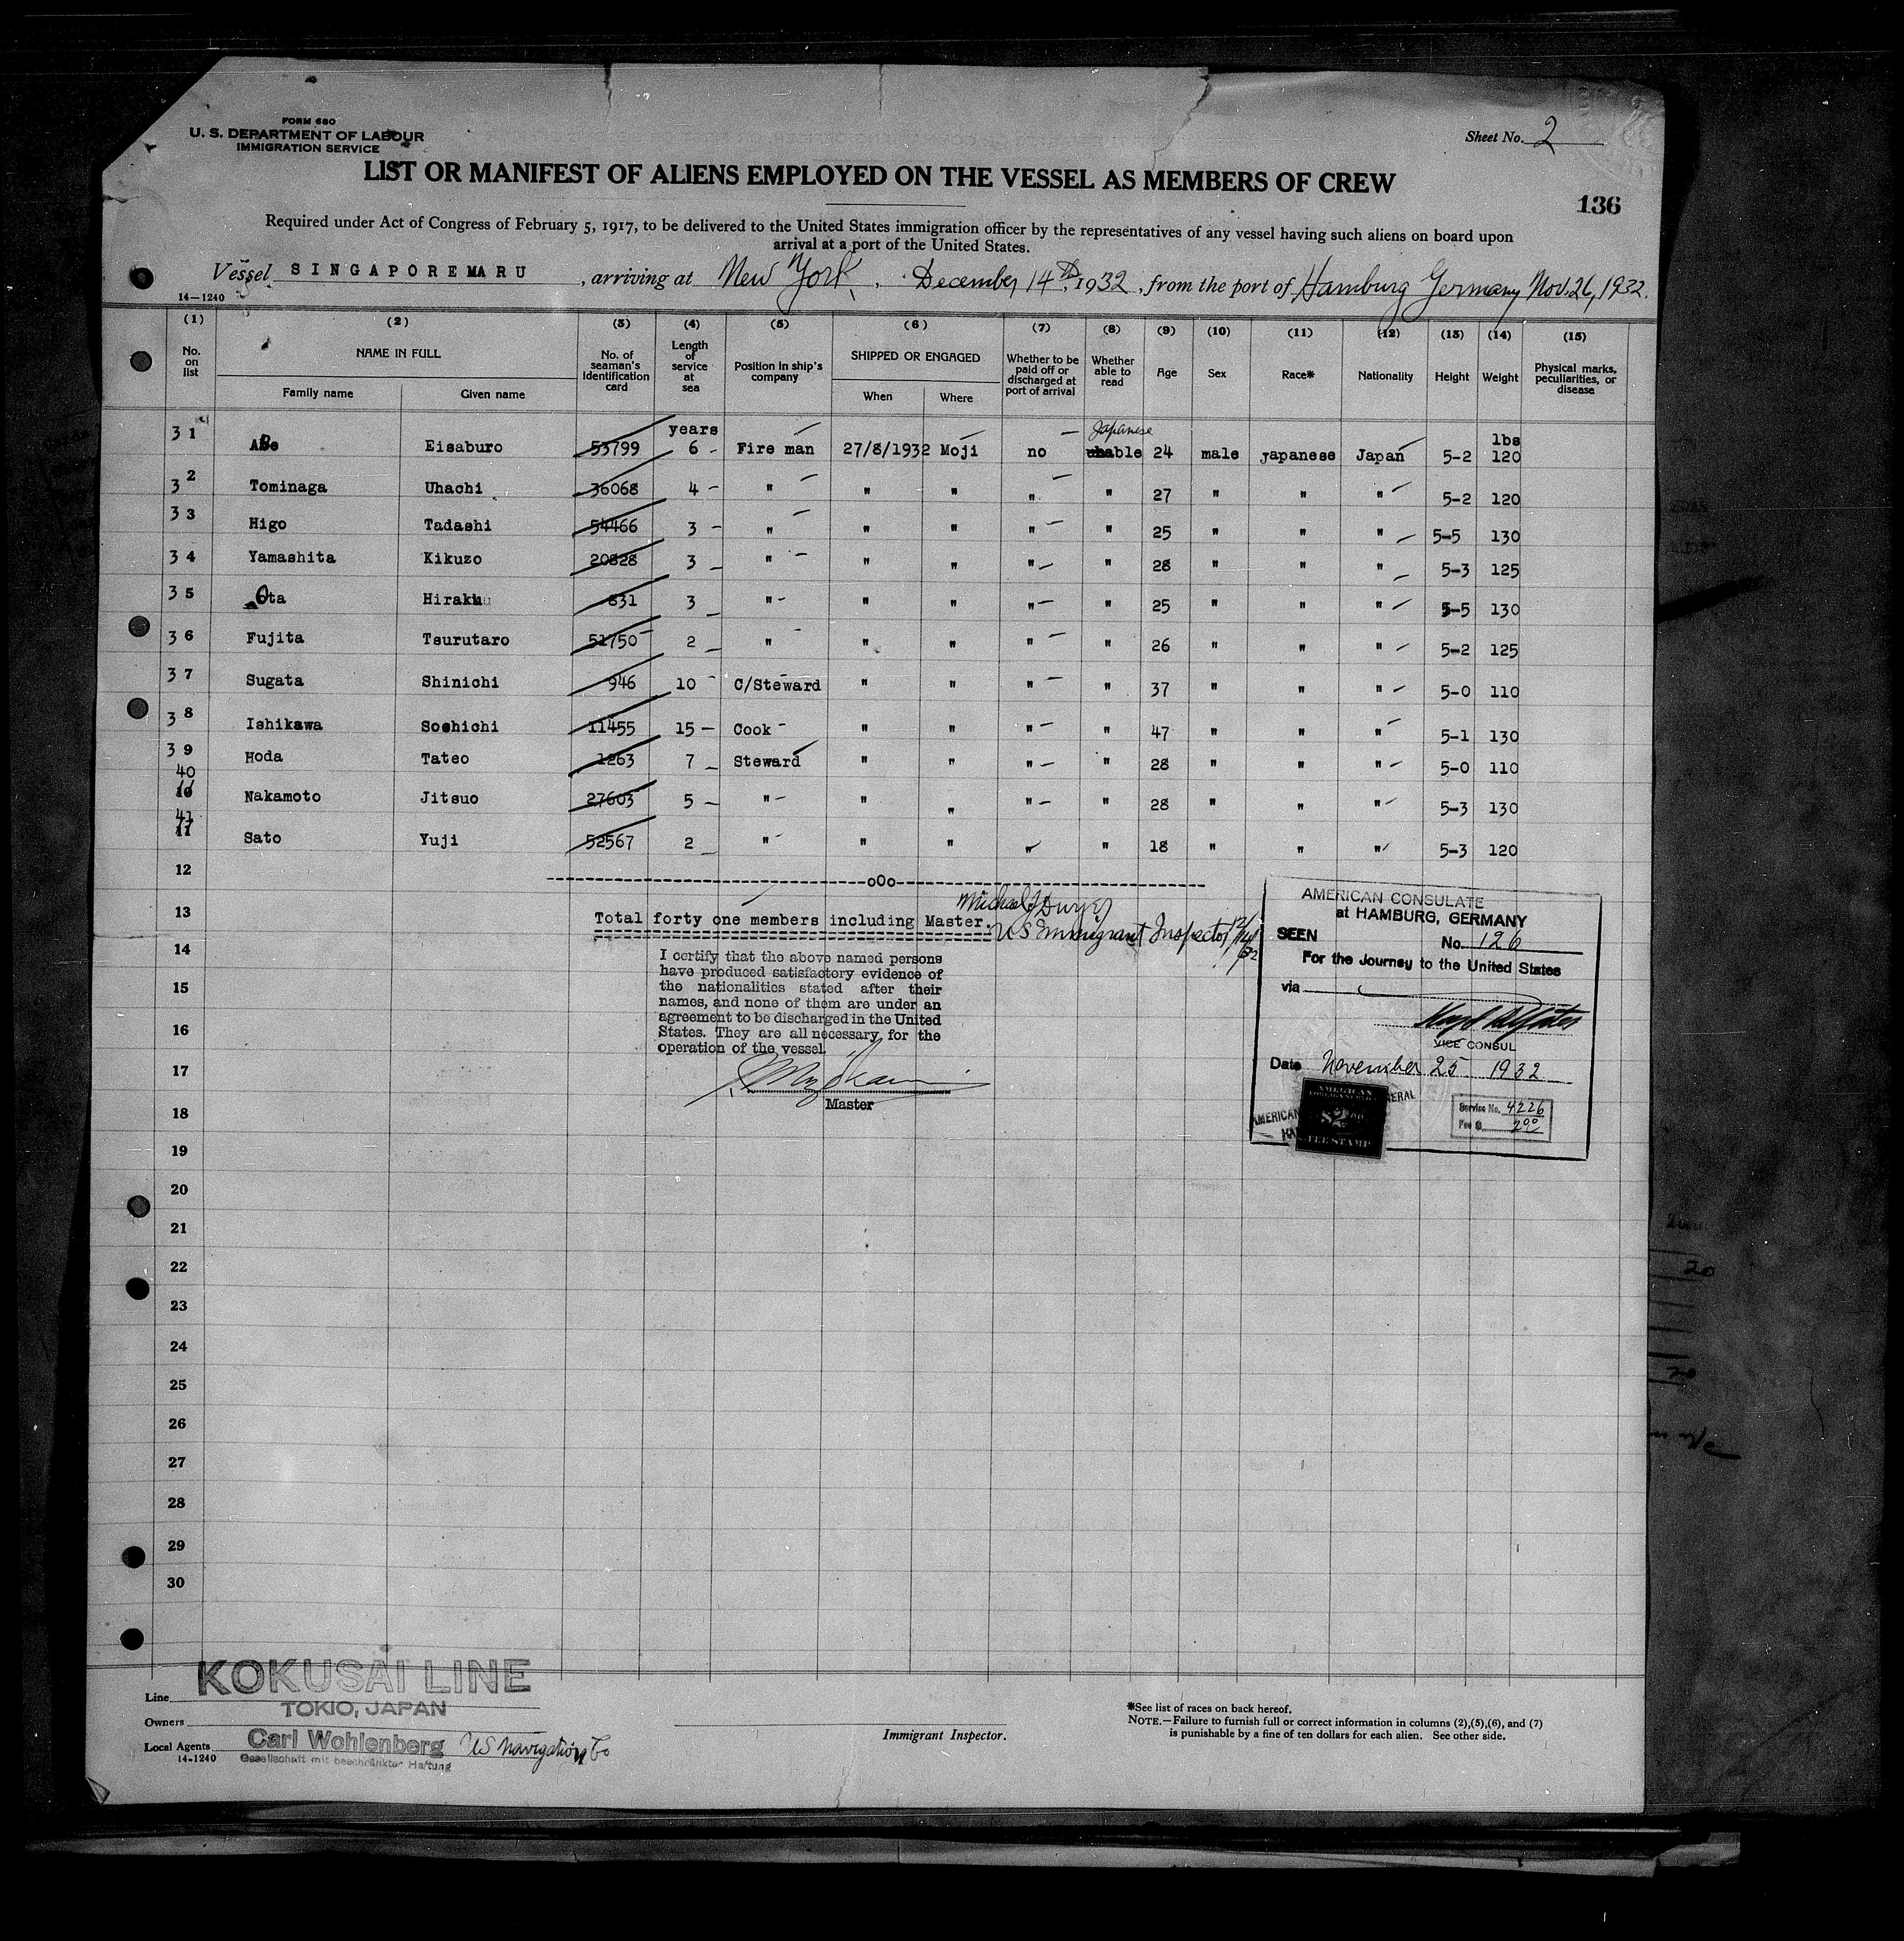 FORM 680
U. S. DEPARTMENT OF LABOUR
IMMIGRATION SERVICE
Sheet No. 2
LIST OR MANIFEST OF ALIENS EMPLOYED ON THE VESSEL AS MEMBERS OF CREW
136
Required under Act of Congress of February 5, 1917, to be delivered to the United States immigration officer by the representatives of any vessel having such aliens on board upon
arrival at a port of the United States.
Vessel SINGAPORE MARU, arriving at New York, December 14th, 1932, from the port of Hamburg Germany Nov. 26, 1932.
14—1240
(1) (2) (3) (4) (5) (6) (7) (8) (9) (10) (11) (12) (13) (14) (15)
No. on list NAME IN FULL Family name Given name No. of seaman's identification card Length of service at sea Position in ship's company SHIPPED OR ENGAGED When Where Whether to be paid off or discharged at port of arrival Whether able to read Age Sex Race* Nationality Height Weight Physical marks, peculiarities, or disease
years Japanese lbs
31 Abe Eisaburo 53799 6 Fire man 27/8/1932 Moji no able 24 male Japanese Japan 5-2 120
32 Tominaga Uhachi 36068 4 " " " " " 27 " " " 5-2 120
33 Higo Tadashi 54466 3 " " " " " 25 " " " 5-5 130
34 Yamashita Kikuzo 20828 3 " " " " " 28 " " " 5-3 125
35 Ota Hiraku 831 3 " " " " " 25 " " " 5-5 130
36 Fujita Tsurutaro 51750 2 " " " " " 26 " " " 5-2 125
37 Sugata Shinichi 946 10 C/Steward " " " " 37 " " " 5-0 110
38 Ishikawa Sochichi 11455 15 Cook " " " " 47 " " " 5-1 130
39 Hoda Tateo 1263 7 Steward " " " " 28 " " " 5-0 110
40 Nakamoto Jitsuo 27603 5 " " " " " 28 " " " 5-3 130
41 Sato Yuji 52567 2 " " " " " 18 " " " 5-3 120
12
oOo
13 Total forty one members including Master.
Michael J Dwyer
US Immigrant Inspector 12/14/32
14
15
16
17
18
19
20
21
22
23
24
25
26
27
28
29
30
I certify that the above named persons
have produced satisfactory evidence of
the nationalities stated after their
names, and none of them are under an
agreement to be discharged in the United
States. They are all necessary for the
operation of the vessel.
Master
AMERICAN CONSULATE
at HAMBURG, GERMANY
SEEN No. 126
For the Journey to the United States
via
VICE CONSUL
Date November 25 1932
AMERICAN
FEE STAMP
$2.00
Service No. 4226
Fee $ 2.00
KOKUSAI LINE
Line
TOKIO, JAPAN
Owners
Local Agents Carl Wohlenberg US Navigation Co
Gesellschaft mit beschränkter Haftung
14-1240
Immigrant Inspector.
*See list of races on back hereof.
NOTE.—Failure to furnish full or correct information in columns (2),(5),(6), and (7)
is punishable by a fine of ten dollars for each alien. See other side.